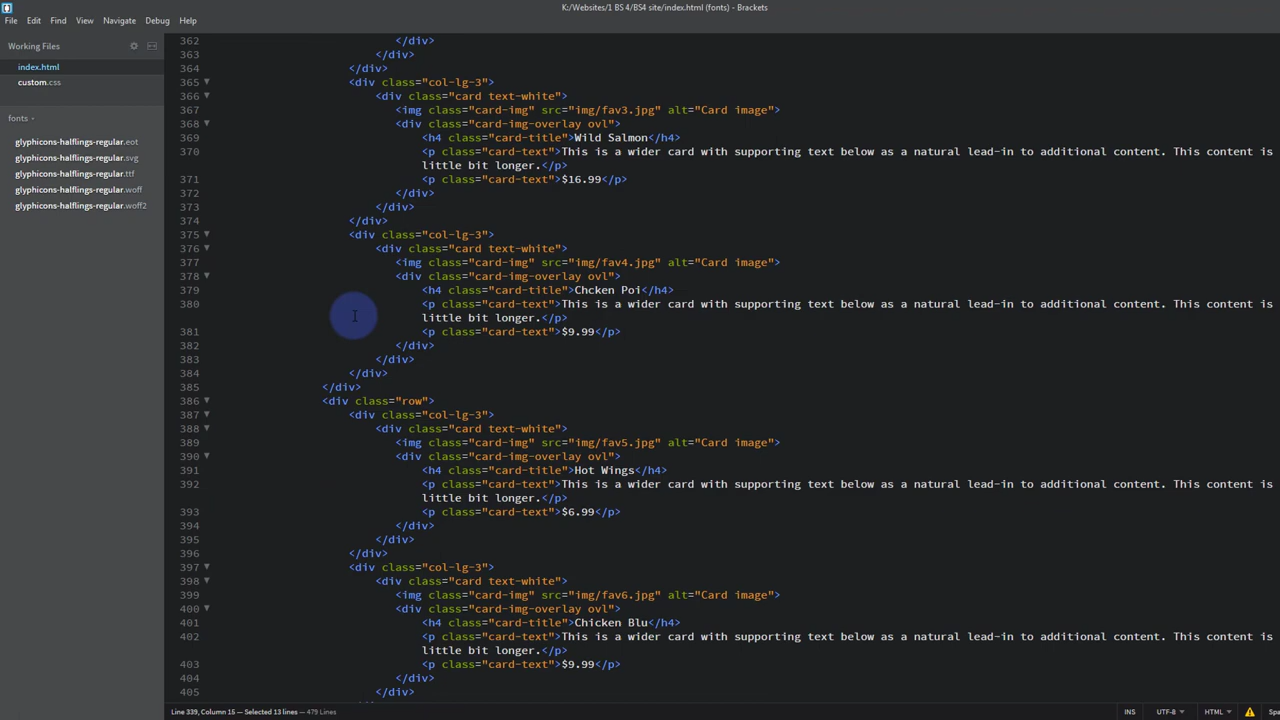 K:/Websites/1 BS 4/BS4 site/index.html (fonts) - Brackets
File Edit Find View Navigate Debug Help
Working Files
index.html
custom.css
fonts
glyphicons-halflings-regular.eot
glyphicons-halflings-regular.svg
glyphicons-halflings-regular.ttf
glyphicons-halflings-regular.woff
glyphicons-halflings-regular.woff2
362 </div>
363 </div>
364 </div>
365 <div class="col-lg-3">
366 <div class="card text-white">
367 <img class="card-img" src="img/fav3.jpg" alt="Card image">
368 <div class="card-img-overlay ovl">
369 <h4 class="card-title">Wild Salmon</h4>
370 <p class="card-text">This is a wider card with supporting text below as a natural lead-in to additional content. This content is
little bit longer.</p>
371 <p class="card-text">$16.99</p>
372 </div>
373 </div>
374 </div>
375 <div class="col-lg-3">
376 <div class="card text-white">
377 <img class="card-img" src="img/fav4.jpg" alt="Card image">
378 <div class="card-img-overlay ovl">
379 <h4 class="card-title">Chcken Poi</h4>
380 <p class="card-text">This is a wider card with supporting text below as a natural lead-in to additional content. This content is
little bit longer.</p>
381 <p class="card-text">$9.99</p>
382 </div>
383 </div>
384 </div>
385 </div>
386 <div class="row">
387 <div class="col-lg-3">
388 <div class="card text-white">
389 <img class="card-img" src="img/fav5.jpg" alt="Card image">
390 <div class="card-img-overlay ovl">
391 <h4 class="card-title">Hot Wings</h4>
392 <p class="card-text">This is a wider card with supporting text below as a natural lead-in to additional content. This content is
little bit longer.</p>
393 <p class="card-text">$6.99</p>
394 </div>
395 </div>
396 </div>
397 <div class="col-lg-3">
398 <div class="card text-white">
399 <img class="card-img" src="img/fav6.jpg" alt="Card image">
400 <div class="card-img-overlay ovl">
401 <h4 class="card-title">Chicken Blu</h4>
402 <p class="card-text">This is a wider card with supporting text below as a natural lead-in to additional content. This content is
little bit longer.</p>
403 <p class="card-text">$9.99</p>
404 </div>
405 </div>
Line 339, Column 15 — Selected 13 lines — 479 Lines
INS UTF-8 HTML Spa